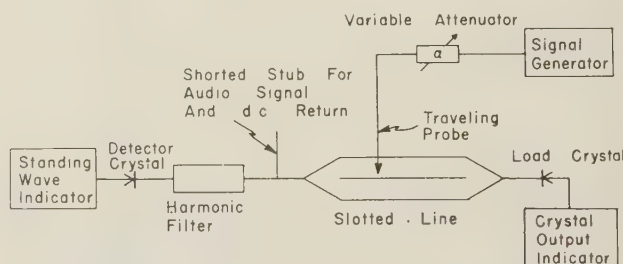 Variable Attenuator
α
Signal
Generator
Shorted Stub For
Audio Signal
And d c Return
Traveling
Probe
Detector
Crystal
Standing
Wave
Indicator
Harmonic
Filter
Slotted . Line
Load Crystal
Crystal
Output
Indicator